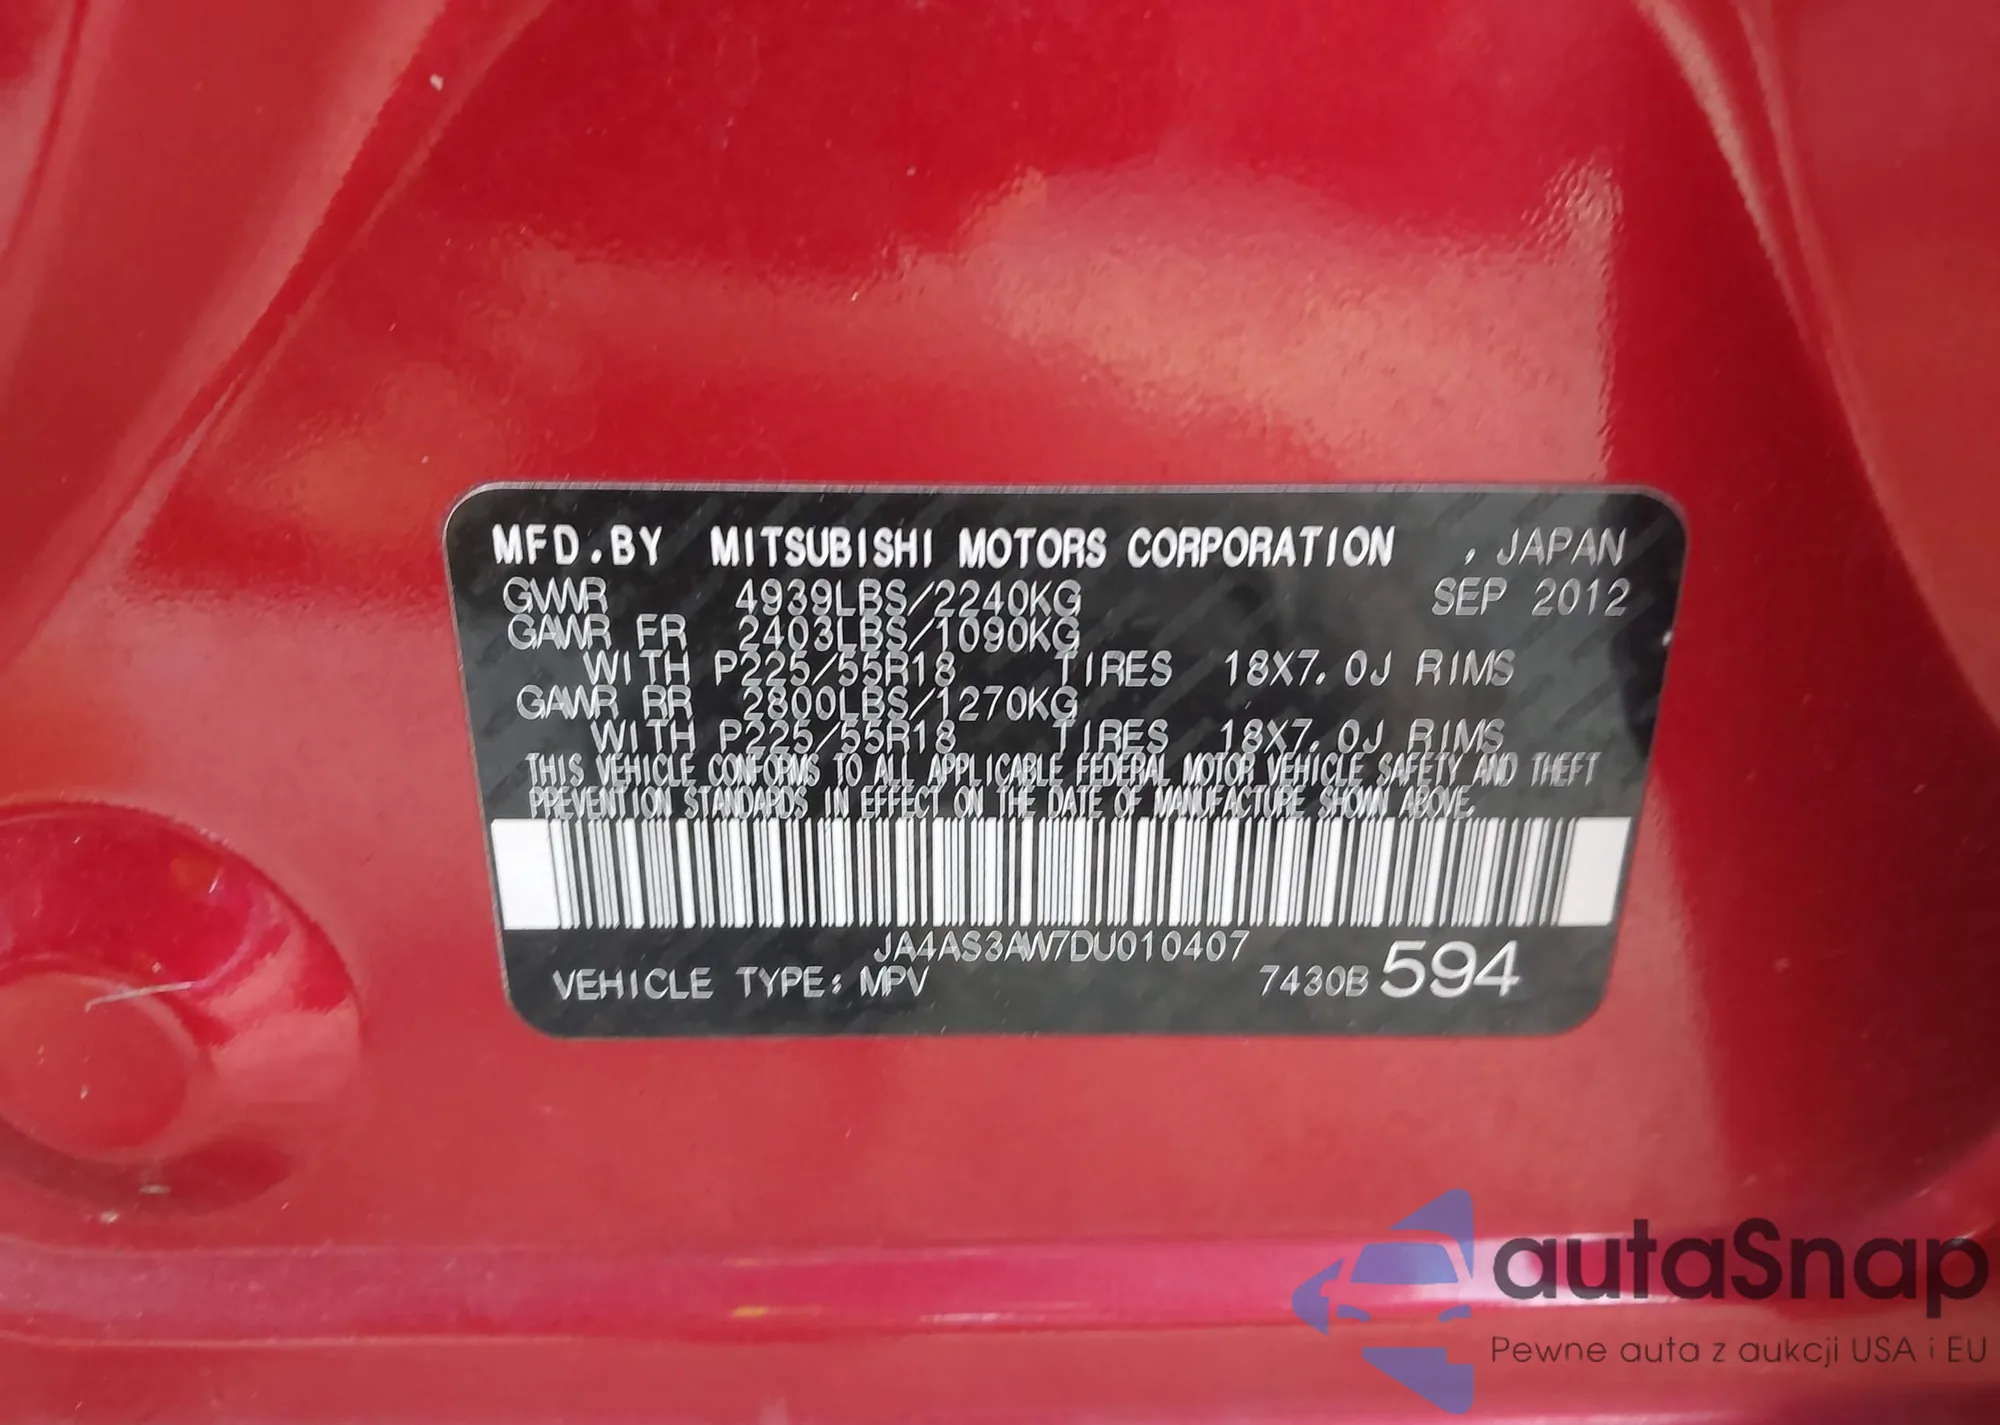 MFD.BY MITSUBISHI MOTORS CORPORATION , JAPAN
GVWR 4939LBS/2240KG SEP 2012
GAWR FR 2403LBS/1090KG
WITH P225/55R18 TIRES 18X7.0J RIMS
GAWR RR 2800LBS/1270KG
WITH P225/55R18 TIRES 18X7.0J RIMS
THIS VEHICLE CONFORMS TO ALL APPLICABLE FEDERAL MOTOR VEHICLE SAFETY AND THEFT
PREVENTION STANDARDS IN EFFECT ON THE DATE OF MANUFACTURE SHOWN ABOVE.
JA4AS3AW7DU010407
VEHICLE TYPE: MPV 7430B 594
autaSnap
Pewne auta z aukcji USA i EU